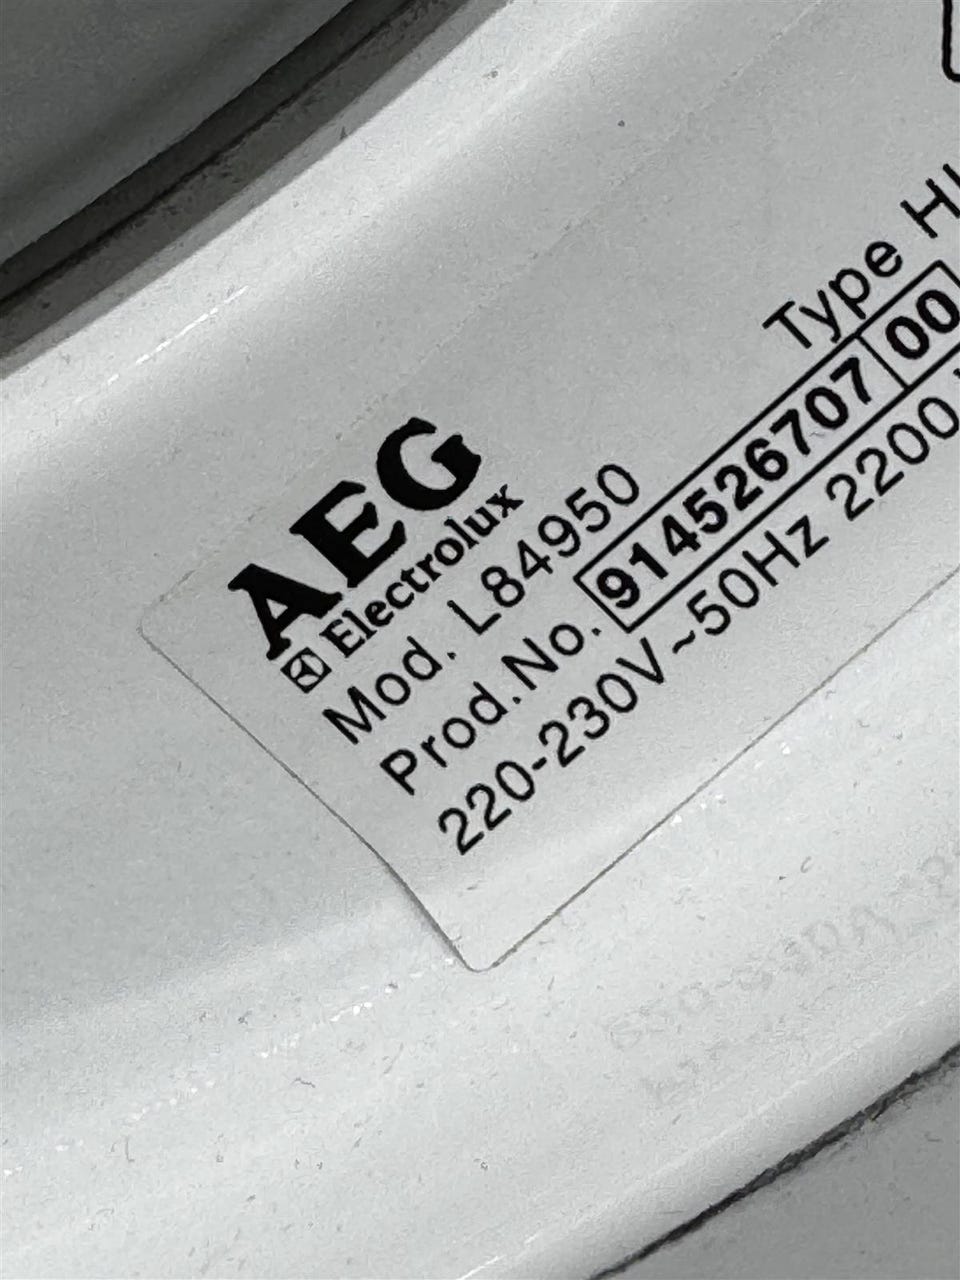 AEG
Electrolux
Mod. L84950
Type
Prod.No. 914526707 00
220-230V~50Hz 2200